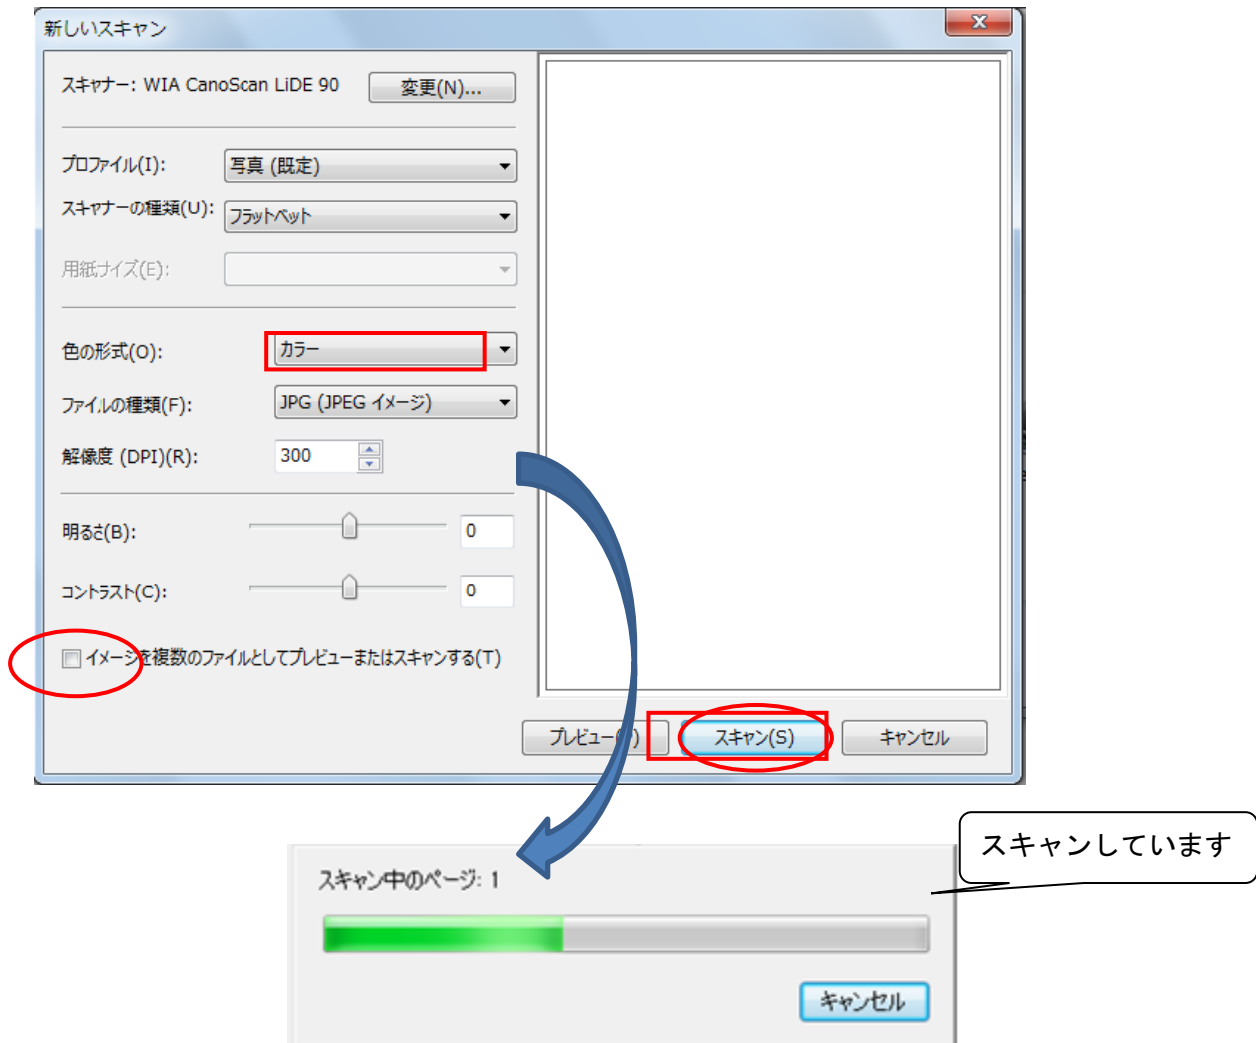 新しいスキャン
スキャナー: WIA CanoScan LiDE 90
変更(N)...
プロファイル(I):
写真 (既定)
スキャナーの種類(U):
フラットベット
用紙サイズ(E):
色の形式(O):
カラー
ファイルの種類(F):
JPG (JPEG イメージ)
解像度 (DPI)(R):
300
明るさ(B):
0
コントラスト(C):
0
イメージを複数のファイルとしてプレビューまたはスキャンする(T)
プレビュー
スキャン(S)
キャンセル
スキャンしています
スキャン中のページ: 1
キャンセル